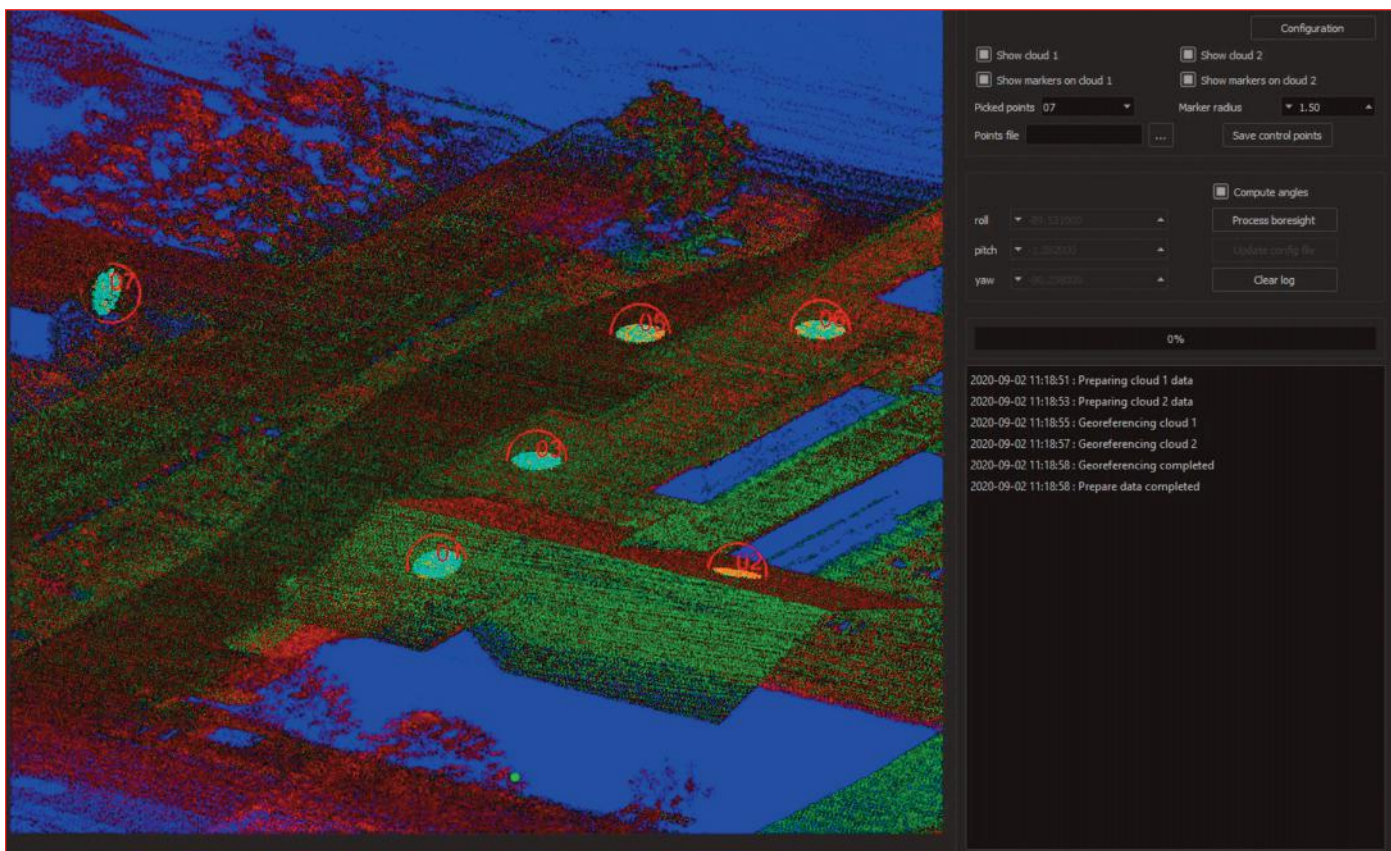 Configuration
Show cloud 1 Show cloud 2
Show markers on cloud 1 Show markers on cloud 2
Picked points 07 Marker radius 1.50
Points file ... Save control points
Compute angles
roll Process boresight
pitch Update config file
yaw Clear log
0%
2020-09-02 11:18:51 : Preparing cloud 1 data
2020-09-02 11:18:53 : Preparing cloud 2 data
2020-09-02 11:18:55 : Georeferencing cloud 1
2020-09-02 11:18:57 : Georeferencing cloud 2
2020-09-02 11:18:58 : Georeferencing completed
2020-09-02 11:18:58 : Prepare data completed
07
03
01
02